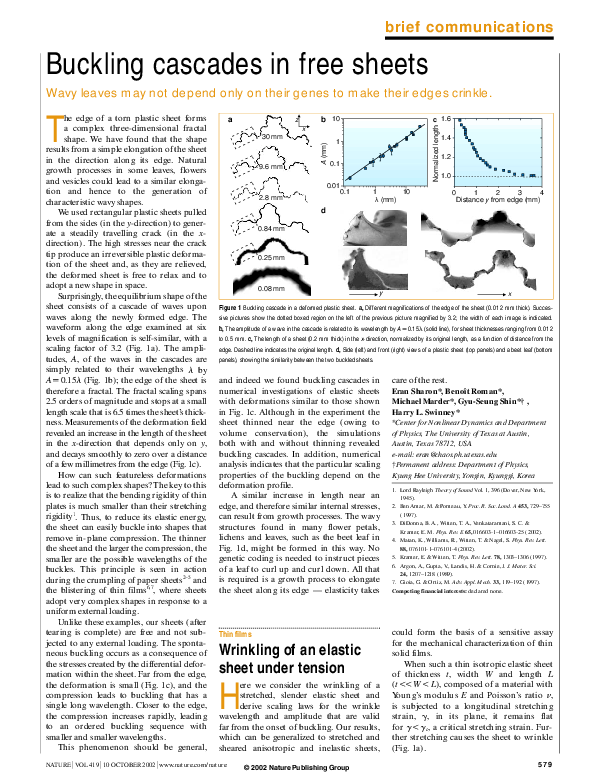 brief communications
Buckling cascades in free sheets
Wavy leaves may not depend only on their genes to make their edges crinkle.
The edge of a torn plastic sheet forms
a complex three-dimensional fractal
shape. We have found that the shape
results from a simple elongation of the sheet
in the direction along its edge. Natural
growth processes in some leaves, flowers
and vesicles could lead to a similar elonga-
tion and hence to the generation of
characteristic wavy shapes.
We used rectangular plastic sheets pulled
from the sides (in the y-direction) to gener-
ate a steadily travelling crack (in the x-
direction). The high stresses near the crack
tip produce an irreversible plastic deforma-
tion of the sheet and, as they are relieved,
the deformed sheet is free to relax and to
adopt a new shape in space.
Surprisingly, the equilibrium shape of the
sheet consists of a cascade of waves upon
waves along the newly formed edge. The
waveform along the edge examined at six
levels of magnification is self-similar, with a
scaling factor of 3.2 (Fig. 1a). The ampli-
tudes, A, of the waves in the cascades are
simply related to their wavelengths λ by
A=0.15λ (Fig. 1b); the edge of the sheet is
therefore a fractal. The fractal scaling spans
2.5 orders of magnitude and stops at a small
length scale that is 6.5 times the sheet's thick-
ness. Measurements of the deformation field
revealed an increase in the length of the sheet
in the x-direction that depends only on y,
and decays smoothly to zero over a distance
of a few millimetres from the edge (Fig. 1c).
How can such featureless deformations
lead to such complex shapes? The key to this
is to realize that the bending rigidity of thin
plates is much smaller than their stretching
rigidity1. Thus, to reduce its elastic energy,
the sheet can easily buckle into shapes that
remove in-plane compression. The thinner
the sheet and the larger the compression, the
smaller are the possible wavelengths of the
buckles. This principle is seen in action
during the crumpling of paper sheets2–5 and
the blistering of thin films6,7, where sheets
adopt very complex shapes in response to a
uniform external loading.
Unlike these examples, our sheets (after
tearing is complete) are free and not sub-
jected to any external loading. The sponta-
neous buckling occurs as a consequence of
the stresses created by the differential defor-
mation within the sheet. Far from the edge,
the deformation is small (Fig. 1c), and the
compression leads to buckling that has a
single long wavelength. Closer to the edge,
the compression increases rapidly, leading
to an ordered buckling sequence with
smaller and smaller wavelengths.
This phenomenon should be general,
a
z
x
30 mm
9.6 mm
2.8 mm
0.84 mm
0.25 mm
0.08 mm
b
A (mm)
10
1
0.1
0.01
0.1
1
10
λ (mm)
c
Normalized length
1.6
1.4
1.2
1.0
0
1
2
3
4
Distance y from edge (mm)
d
y
x
Figure 1 Buckling cascade in a deformed plastic sheet. a, Different magnifications of the edge of the sheet (0.012 mm thick). Succes-
sive pictures show the dotted boxed region on the left of the previous picture magnified by 3.2; the width of each image is indicated.
b, The amplitude of a wave in the cascade is related to its wavelength by A=0.15λ (solid line), for sheet thicknesses ranging from 0.012
to 0.5 mm. c, The length of a sheet (0.2 mm thick) in the x direction, normalized by its original length, as a function of distance from the
edge. Dashed line indicates the original length. d, Side (left) and front (right) views of a plastic sheet (top panels) and a beet leaf (bottom
panels), showing the similarity between the two buckled sheets.
and indeed we found buckling cascades in
numerical investigations of elastic sheets
with deformations similar to those shown
in Fig. 1c. Although in the experiment the
sheet thinned near the edge (owing to
volume conservation), the simulations
both with and without thinning revealed
buckling cascades. In addition, numerical
analysis indicates that the particular scaling
properties of the buckling depend on the
deformation profile.
A similar increase in length near an
edge, and therefore similar internal stresses,
can result from growth processes. The wavy
structures found in many flower petals,
lichens and leaves, such as the beet leaf in
Fig. 1d, might be formed in this way. No
genetic coding is needed to instruct pieces
of a leaf to curl up and curl down. All that
is required is a growth process to elongate
the sheet along its edge — elasticity takes
care of the rest.
Eran Sharon*, Benoît Roman*,
Michael Marder*, Gyu-Seung Shin*†,
Harry L. Swinney*
*Center for Nonlinear Dynamics and Department
of Physics, The University of Texas at Austin,
Austin, Texas 78712, USA
e-mail: eran@chaos.ph.utexas.edu
†Permanent address: Department of Physics,
Kyung Hee University, Yongin, Kyunggi, Korea
1. Lord Rayleigh Theory of Sound Vol. 1, 396 (Dover, New York,
1945).
2. Ben Amar, M. & Pomeau, Y. Proc. R. Soc. Lond. A 453, 729–755
(1997).
3. DiDonna, B. A., Witten, T. A., Venkataramani, S. C. &
Kramer, E. M. Phys. Rev. E 65, 016603-1–016603-25 (2002).
4. Matan, K., Williams, R., Witten, T. & Nagel, S. Phys. Rev. Lett.
88, 076101-1–076101-4 (2002).
5. Kramer, E. & Witten, T. Phys. Rev. Lett. 78, 1303–1306 (1997).
6. Argon, A., Gupta, V., Landis, H. & Cornie, J. J. Mater. Sci.
24, 1207–1218 (1989).
7. Gioia, G. & Ortiz, M. Adv. Appl. Mech. 33, 119–192 (1997).
Competing financial interests: declared none.
Thin films
Wrinkling of an elastic
sheet under tension
Here we consider the wrinkling of a
stretched, slender elastic sheet and
derive scaling laws for the wrinkle
wavelength and amplitude that are valid
far from the onset of buckling. Our results,
which can be generalized to stretched and
sheared anisotropic and inelastic sheets,
could form the basis of a sensitive assay
for the mechanical characterization of thin
solid films.
When such a thin isotropic elastic sheet
of thickness t, width W and length L
(t<<W<L), composed of a material with
Young's modulus E and Poisson's ratio ν,
is subjected to a longitudinal stretching
strain, γ, in its plane, it remains flat
for γ<γc, a critical stretching strain. Fur-
ther stretching causes the sheet to wrinkle
(Fig. 1a).
NATURE | VOL 419 | 10 OCTOBER 2002 | www.nature.com/nature
© 2002 Nature Publishing Group
579